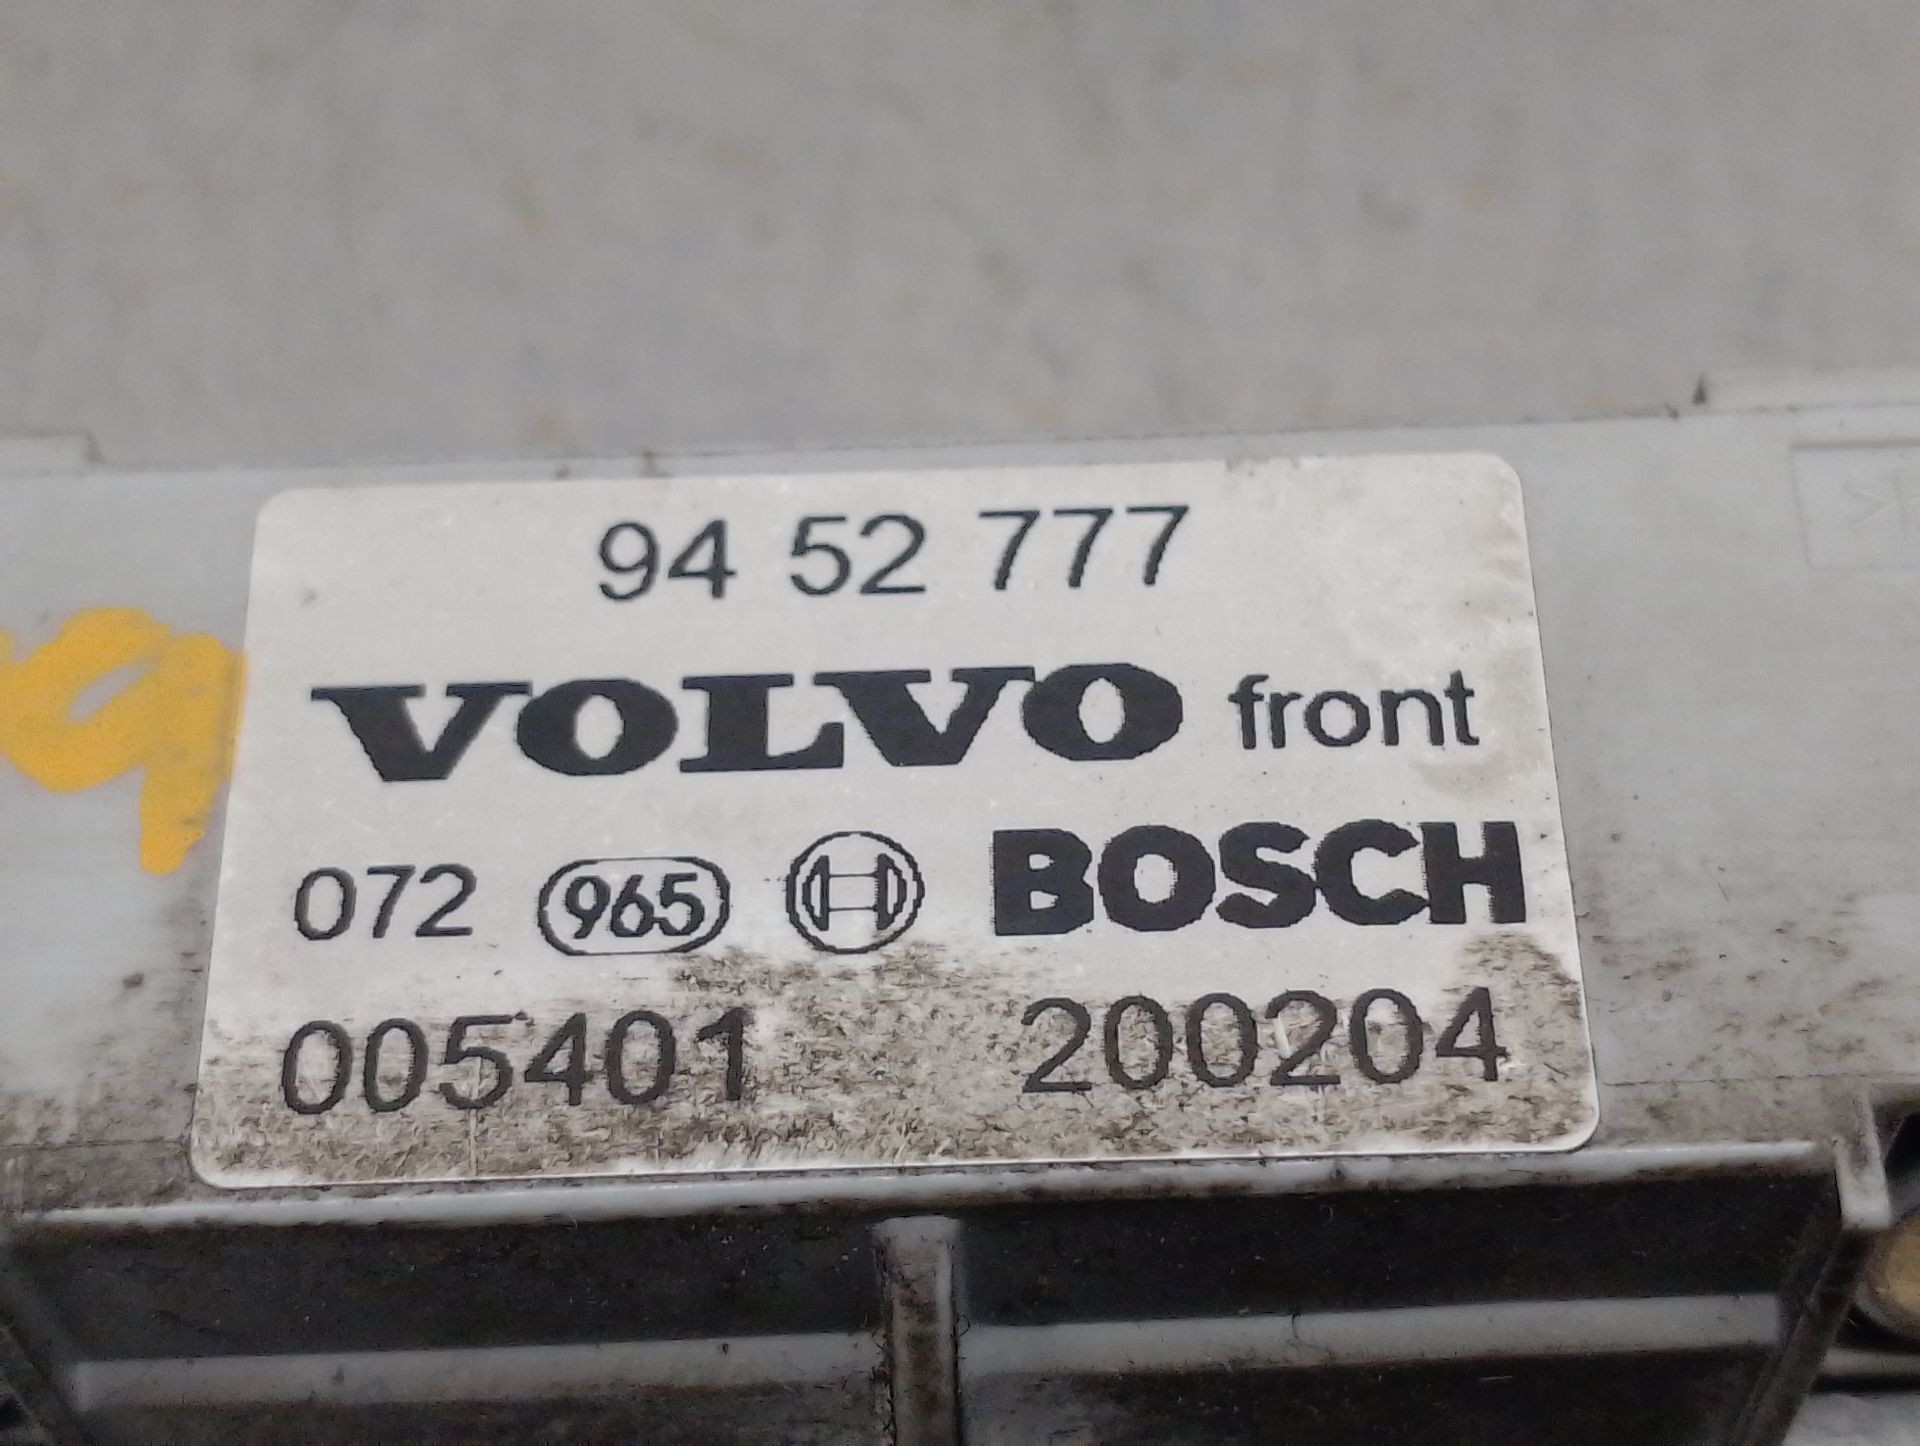 94 52 777
VOLVO front
072 965 BOSCH
005401 200204